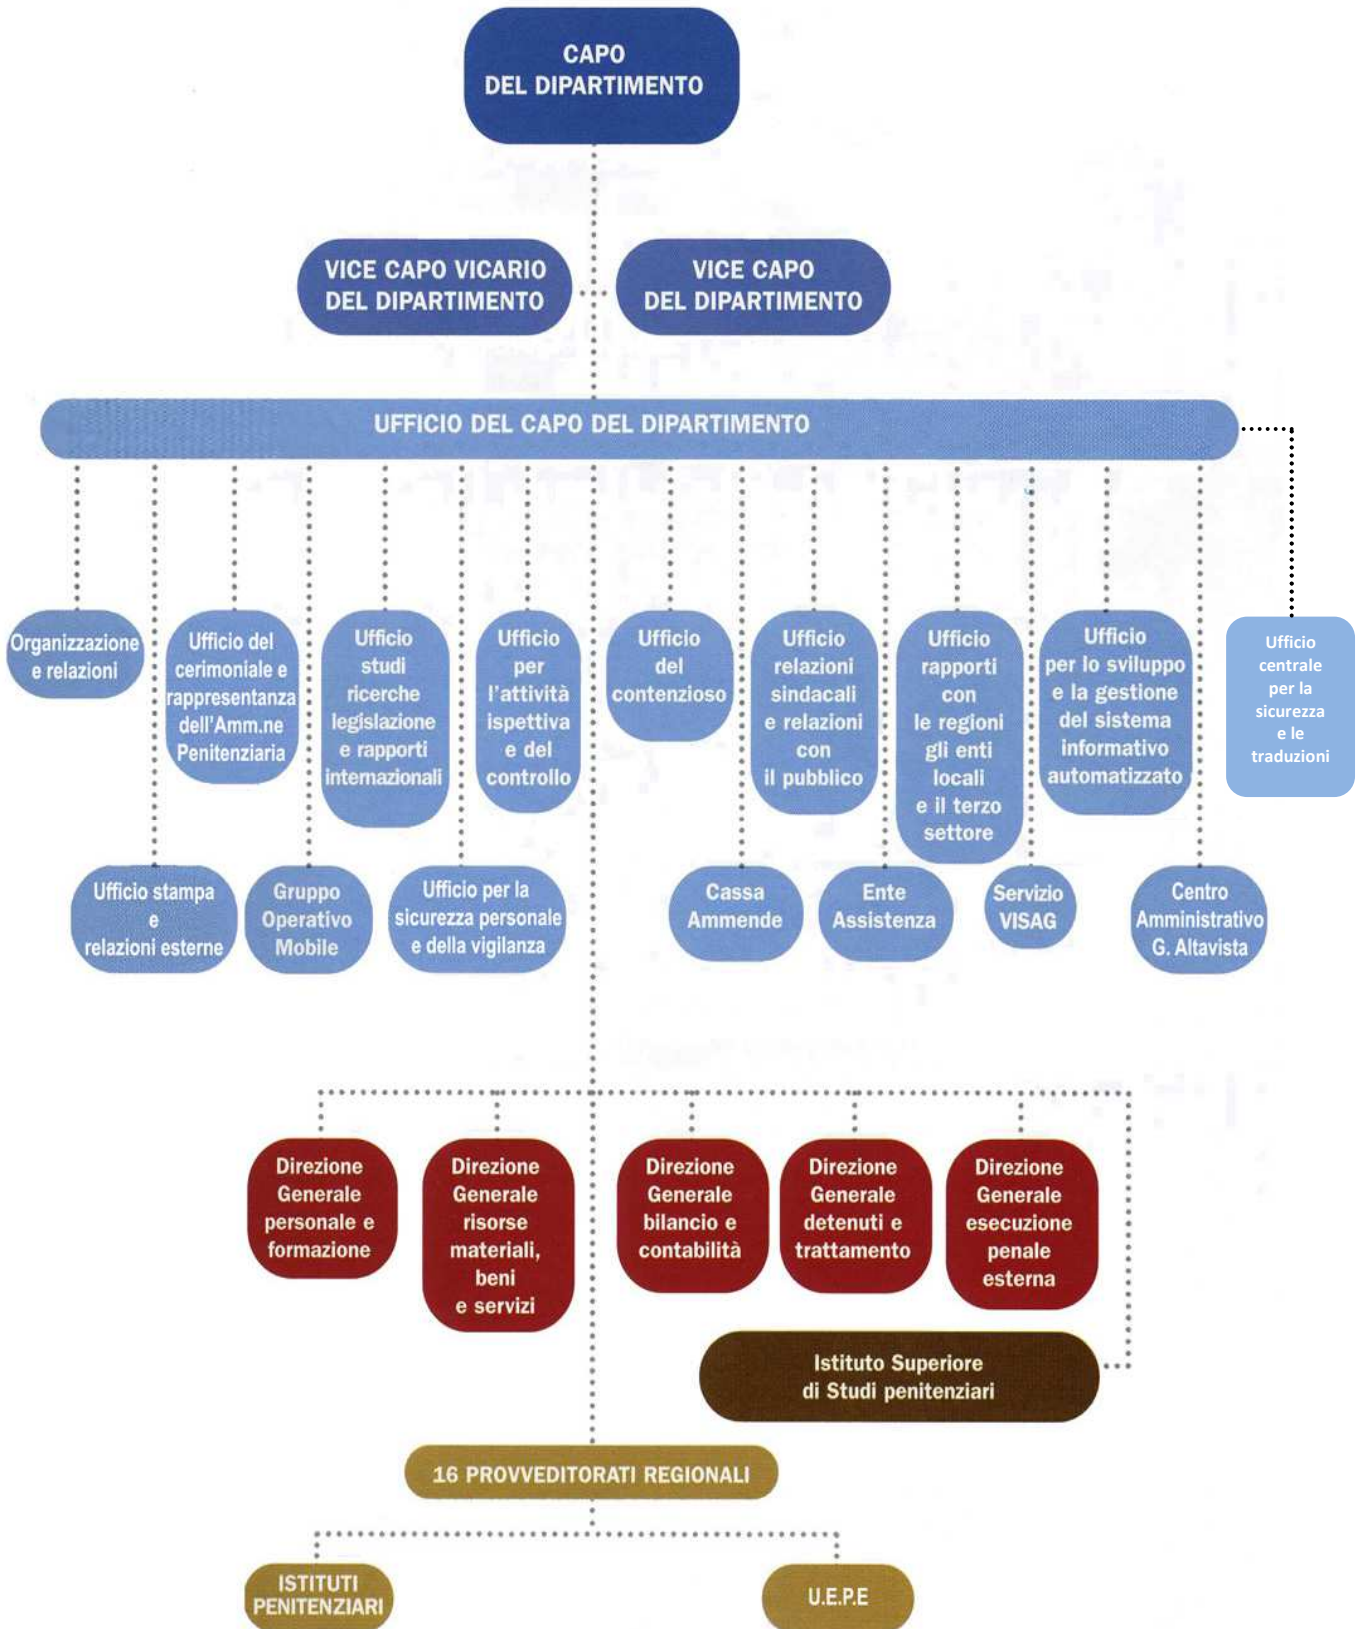 CAPO
DEL DIPARTIMENTO
VICE CAPO VICARIO
DEL DIPARTIMENTO
VICE CAPO
DEL DIPARTIMENTO
UFFICIO DEL CAPO DEL DIPARTIMENTO
Organizzazione
e relazioni
Ufficio del
cerimoniale e
rappresentanza
dell'Amm.ne
Penitenziaria
Ufficio
studi
ricerche
legislazione
e rapporti
internazionali
Ufficio
per
l'attività
ispettiva
e del
controllo
Ufficio
del
contenzioso
Ufficio
relazioni
sindacali
e relazioni
con
il pubblico
Ufficio
rapporti
con
le regioni
gli enti
locali
e il terzo
settore
Ufficio
per lo sviluppo
e la gestione
del sistema
informativo
automatizzato
Ufficio
centrale
per la
sicurezza
e le
traduzioni
Ufficio stampa
e
relazioni esterne
Gruppo
Operativo
Mobile
Ufficio per la
sicurezza personale
e della vigilanza
Cassa
Ammende
Ente
Assistenza
Servizio
VISAG
Centro
Amministrativo
G. Altavista
Direzione
Generale
personale e
formazione
Direzione
Generale
risorse
materiali,
beni
e servizi
Direzione
Generale
bilancio e
contabilità
Direzione
Generale
detenuti e
trattamento
Direzione
Generale
esecuzione
penale
esterna
Istituto Superiore
di Studi penitenziari
16 PROVVEDITORATI REGIONALI
ISTITUTI
PENITENZIARI
U.E.P.E